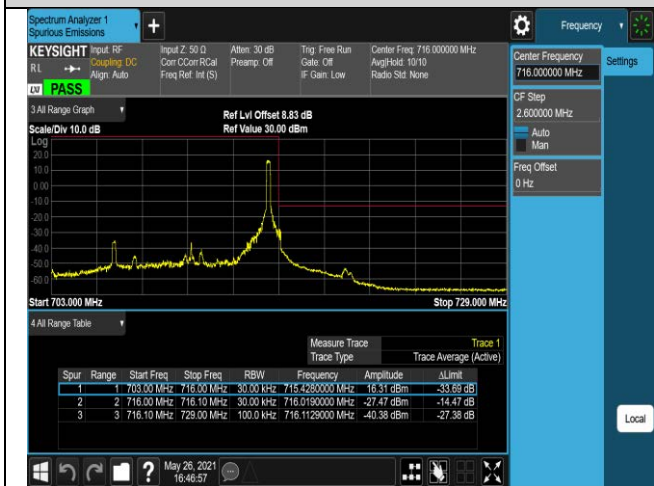 Spectrum Analyzer 1
Spurious Emissions
+
Frequency
KEYSIGHT Input: RF Input Z: 50 Ω Atten: 30 dB Trig: Free Run Center Freq: 716.000000 MHz
RL Coupling: DC Corr CCorr RCal Preamp: Off Gate: Off Avg|Hold: 10/10
Align: Auto Freq Ref: Int (S) IF Gain: Low Radio Std: None
LXI PASS
Center Frequency
716.000000 MHz
Settings
CF Step
2.600000 MHz
Auto
Man
Freq Offset
0 Hz
3 All Range Graph
Ref Lvl Offset 8.83 dB
Scale/Div 10.0 dB Ref Value 30.00 dBm
Log
20.0
10.0
0.00
-10.0
-20.0
-30.0
-40.0
-50.0
-60.0
Start 703.000 MHz Stop 729.000 MHz
4 All Range Table
Measure Trace Trace 1
Trace Type Trace Average (Active)
Spur Range Start Freq Stop Freq RBW Frequency Amplitude ΔLimit
1 1 703.00 MHz 716.00 MHz 30.00 kHz 715.4280000 MHz 16.31 dBm -33.69 dB
2 2 716.00 MHz 716.10 MHz 30.00 kHz 716.0190000 MHz -27.47 dBm -14.47 dB
3 3 716.10 MHz 729.00 MHz 100.0 kHz 716.1129000 MHz -40.38 dBm -27.38 dB
Local
? May 26, 2021
16:46:57